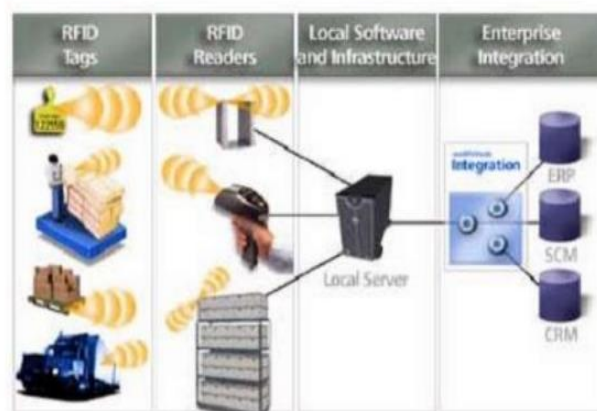 RFID
Tags
RFID
Readers
Local Software
and Infrastructure
Enterprise
Integration
Integration
ERP
SCM
CRM
Local Server